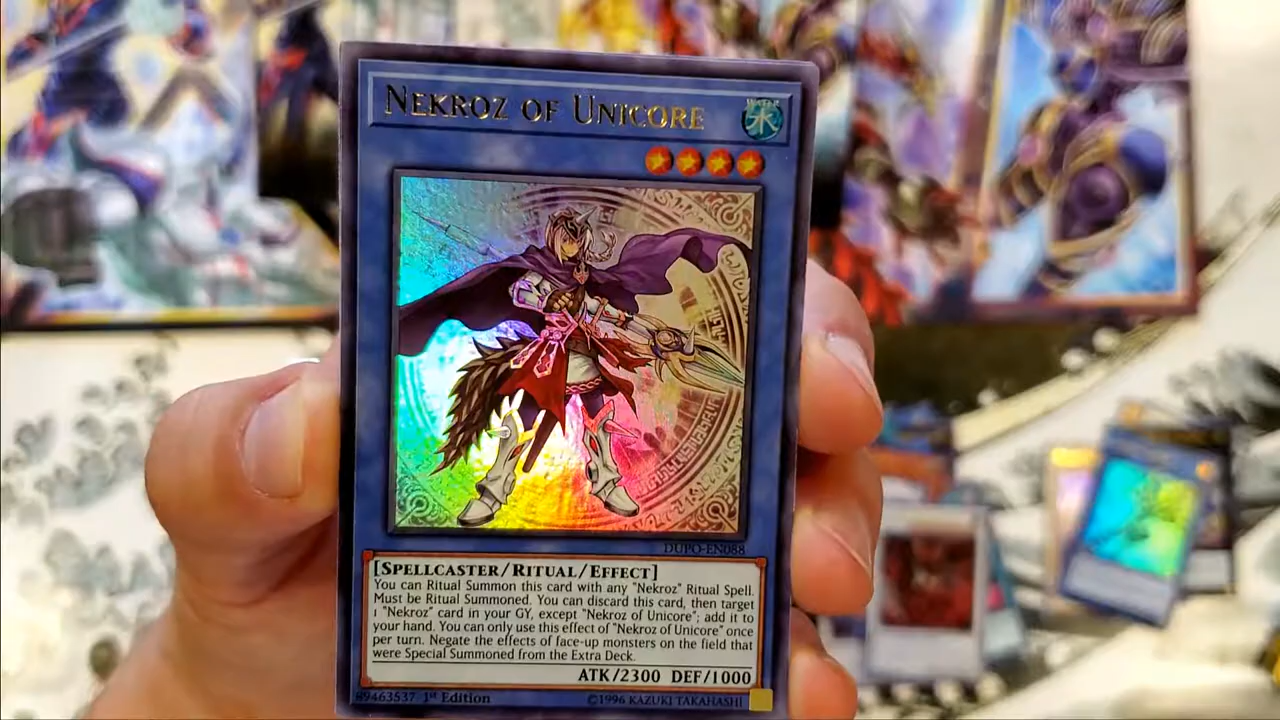 NEKROZ OF UNICORE
WATER
水
DUPO-EN088
[SPELLCASTER/RITUAL/EFFECT]
You can Ritual Summon this card with any "Nekroz" Ritual Spell.
Must be Ritual Summoned. You can discard this card, then target
1 "Nekroz" card in your GY, except "Nekroz of Unicore"; add it to
your hand. You can only use this effect of "Nekroz of Unicore" once
per turn. Negate the effects of face-up monsters on the field that
were Special Summoned from the Extra Deck.
ATK/2300 DEF/1000
89463537 1st Edition ©1996 KAZUKI TAKAHASHI